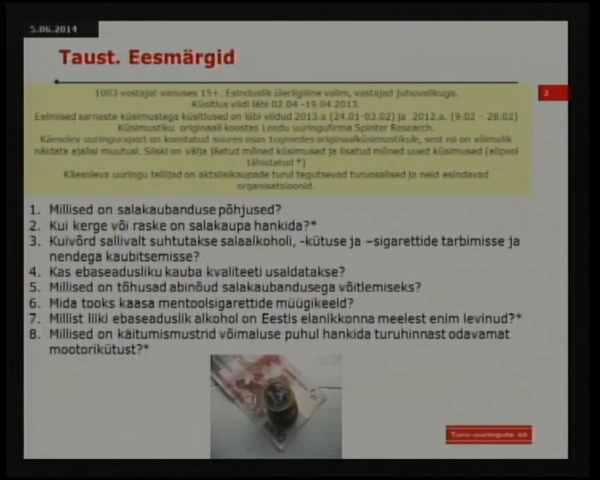 5.06.2014
Taust. Eesmärgid
2
1003 vastajat vanuses 15+. Esinduslik üleriigiline valim, vastajad juhuvalikuga.
Küsitlus viidi läbi 02.04 -19.04 2013.
Eelmised sarnaste küsimustega küsitlused on läbi viidud 2013.a (24.01-03.02) ja 2012.a. (9.02 - 28.02)
Küsimustiku originaali koostas Leedu uuringufirma Spinter Research.
Käesolev uuringuraport on koostatud suures osas tuginedes originaalküsimustikule, sest nii on võimalik
näidata ajalisi muutusi. Siiski on välja jäetud mõned küsimused ja lisatud mõned uued küsimused (allpool
tähistatud *)
Käesoleva uuringu tellijad on aktsiisikaupade turul tegutsevad turuosalised ja neid esindavad
organisatsioonid.
1. Millised on salakaubanduse põhjused?
2. Kui kerge või raske on salakaupa hankida?*
3. Kuivõrd sallivalt suhtutakse salaalkoholi, -kütuse ja –sigarettide tarbimisse ja
nendega kaubitsemisse?
4. Kas ebaseadusliku kauba kvaliteeti usaldatakse?
5. Millised on tõhusad abinõud salakaubandusega võitlemiseks?
6. Mida tooks kaasa mentoolsigarettide müügikeeld?
7. Millist liiki ebaseaduslik alkohol on Eestis elanikkonna meelest enim levinud?*
8. Millised on käitumismustrid võimaluse puhul hankida turuhinnast odavamat
mootorikütust?*
Turu-uuringute AS